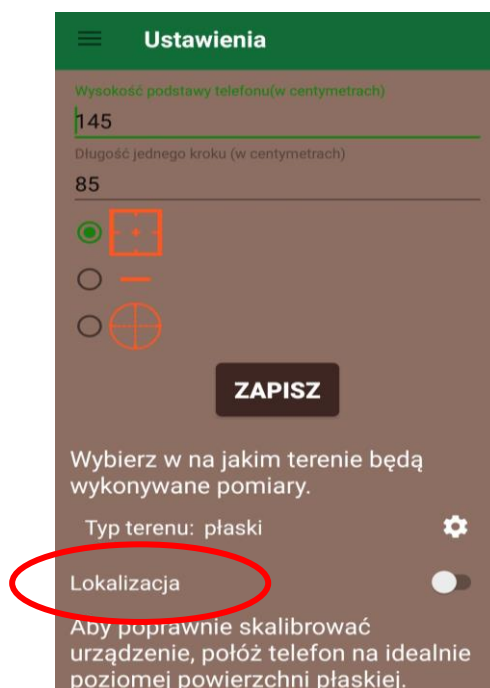 Ustawienia
Wysokość podstawy telefonu(w centymetrach)
145
Długość jednego kroku (w centymetrach)
85
ZAPISZ
Wybierz w na jakim terenie będą
wykonywane pomiary.
Typ terenu: płaski
Lokalizacja
Aby poprawnie skalibrować
urządzenie, połóż telefon na idealnie
poziomej powierzchni płaskiej.